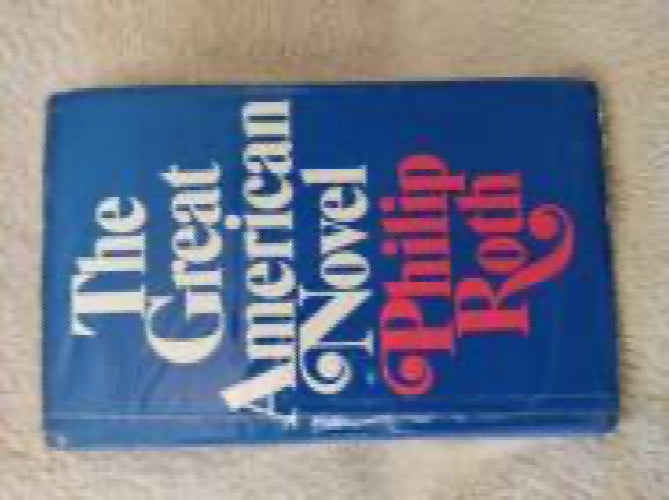 The
Great
American
Novel
Philip
Roth